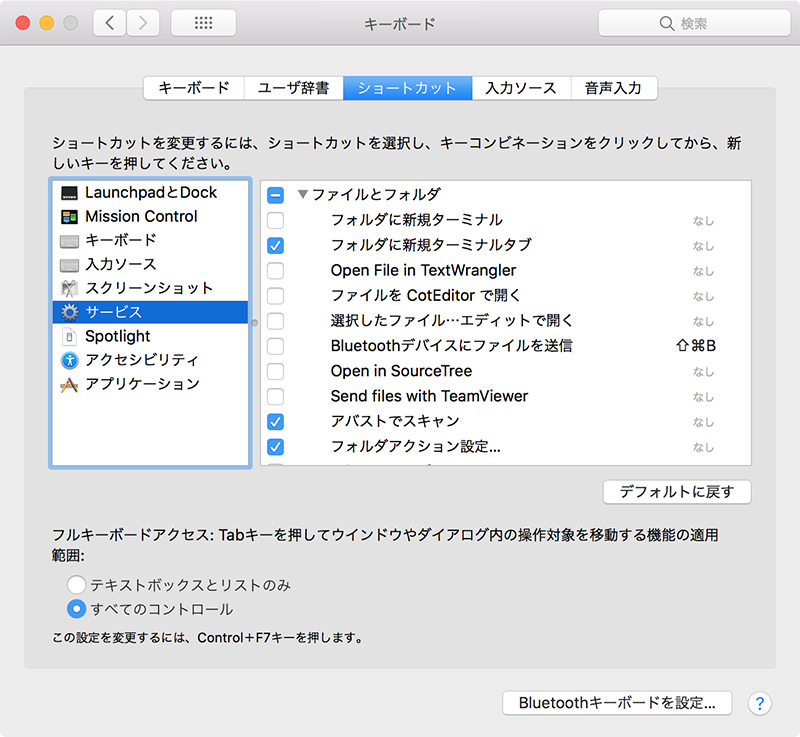 キーボード
検索
キーボード
ユーザ辞書
ショートカット
入力ソース
音声入力
ショートカットを変更するには、ショートカットを選択し、キーコンビネーションをクリックしてから、新
しいキーを押してください。
LaunchpadとDock
Mission Control
キーボード
入力ソース
スクリーンショット
サービス
Spotlight
アクセシビリティ
アプリケーション
▼ファイルとフォルダ
フォルダに新規ターミナル なし
フォルダに新規ターミナルタブ なし
Open File in TextWrangler なし
ファイルを CotEditor で開く なし
選択したファイル…エディットで開く なし
Bluetoothデバイスにファイルを送信 ⇧⌘B
Open in SourceTree なし
Send files with TeamViewer なし
アバストでスキャン なし
フォルダアクション設定... なし
デフォルトに戻す
フルキーボードアクセス: Tabキーを押してウインドウやダイアログ内の操作対象を移動する機能の適用
範囲:
テキストボックスとリストのみ
すべてのコントロール
この設定を変更するには、Control+F7キーを押します。
Bluetoothキーボードを設定...
?